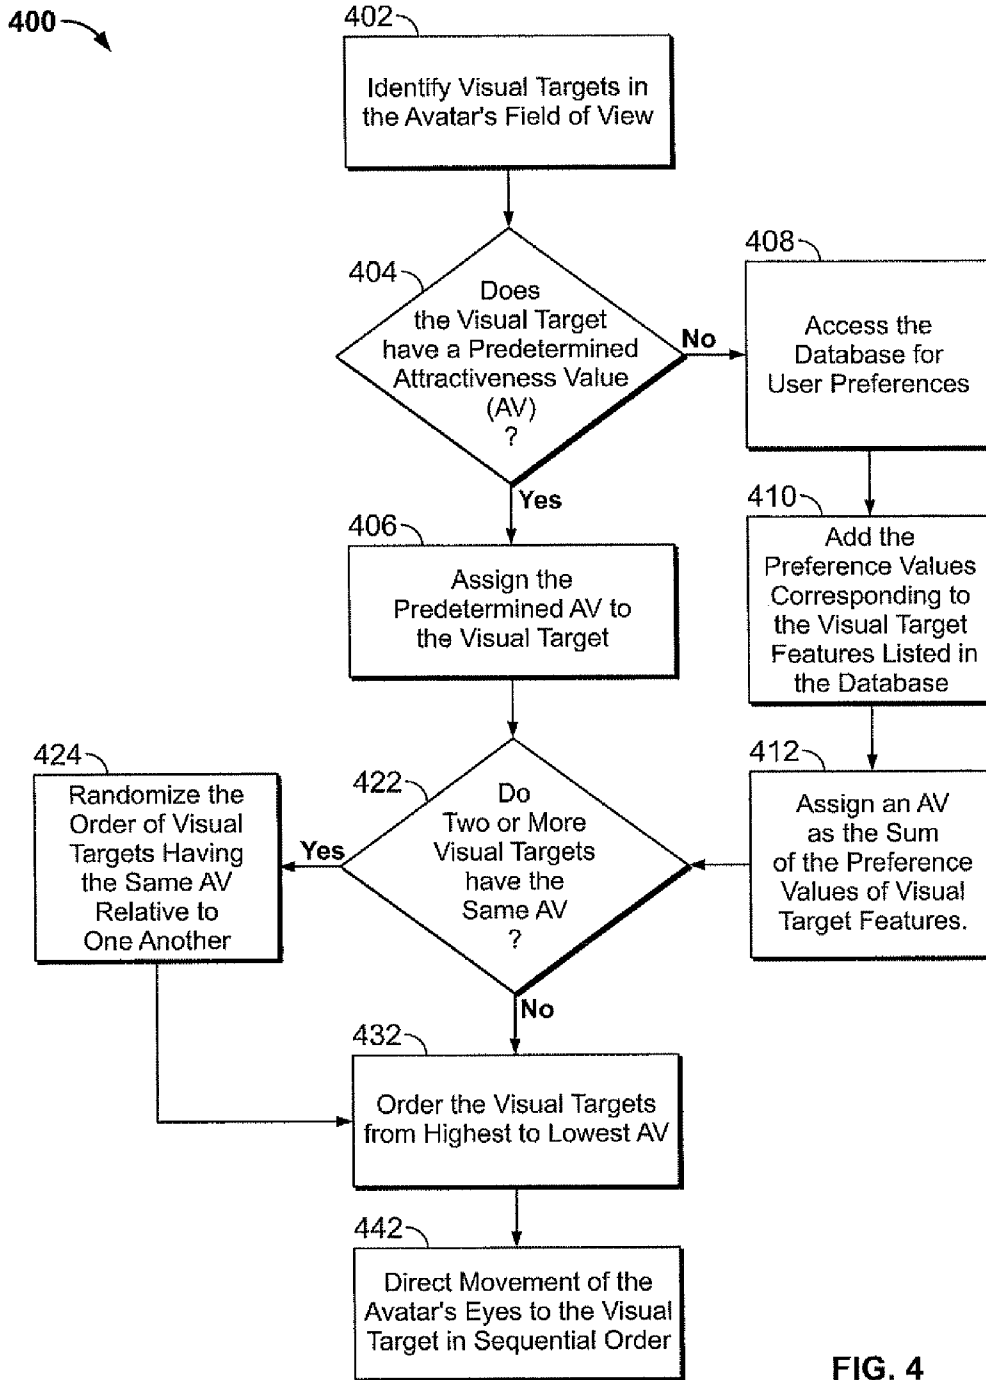 400
402
Identify Visual Targets in
the Avatar's Field of View
404
Does
the Visual Target
have a Predetermined
Attractiveness Value
(AV)
?
No
Yes
408
Access the
Database for
User Preferences
406
Assign the
Predetermined AV to
the Visual Target
410
Add the
Preference Values
Corresponding to
the Visual Target
Features Listed in
the Database
412
Assign an AV
as the Sum
of the Preference
Values of Visual
Target Features.
422
Do
Two or More
Visual Targets
have the
Same AV
?
Yes
No
424
Randomize the
Order of Visual
Targets Having
the Same AV
Relative to
One Another
432
Order the Visual Targets
from Highest to Lowest AV
442
Direct Movement of the
Avatar's Eyes to the Visual
Target in Sequential Order
FIG. 4